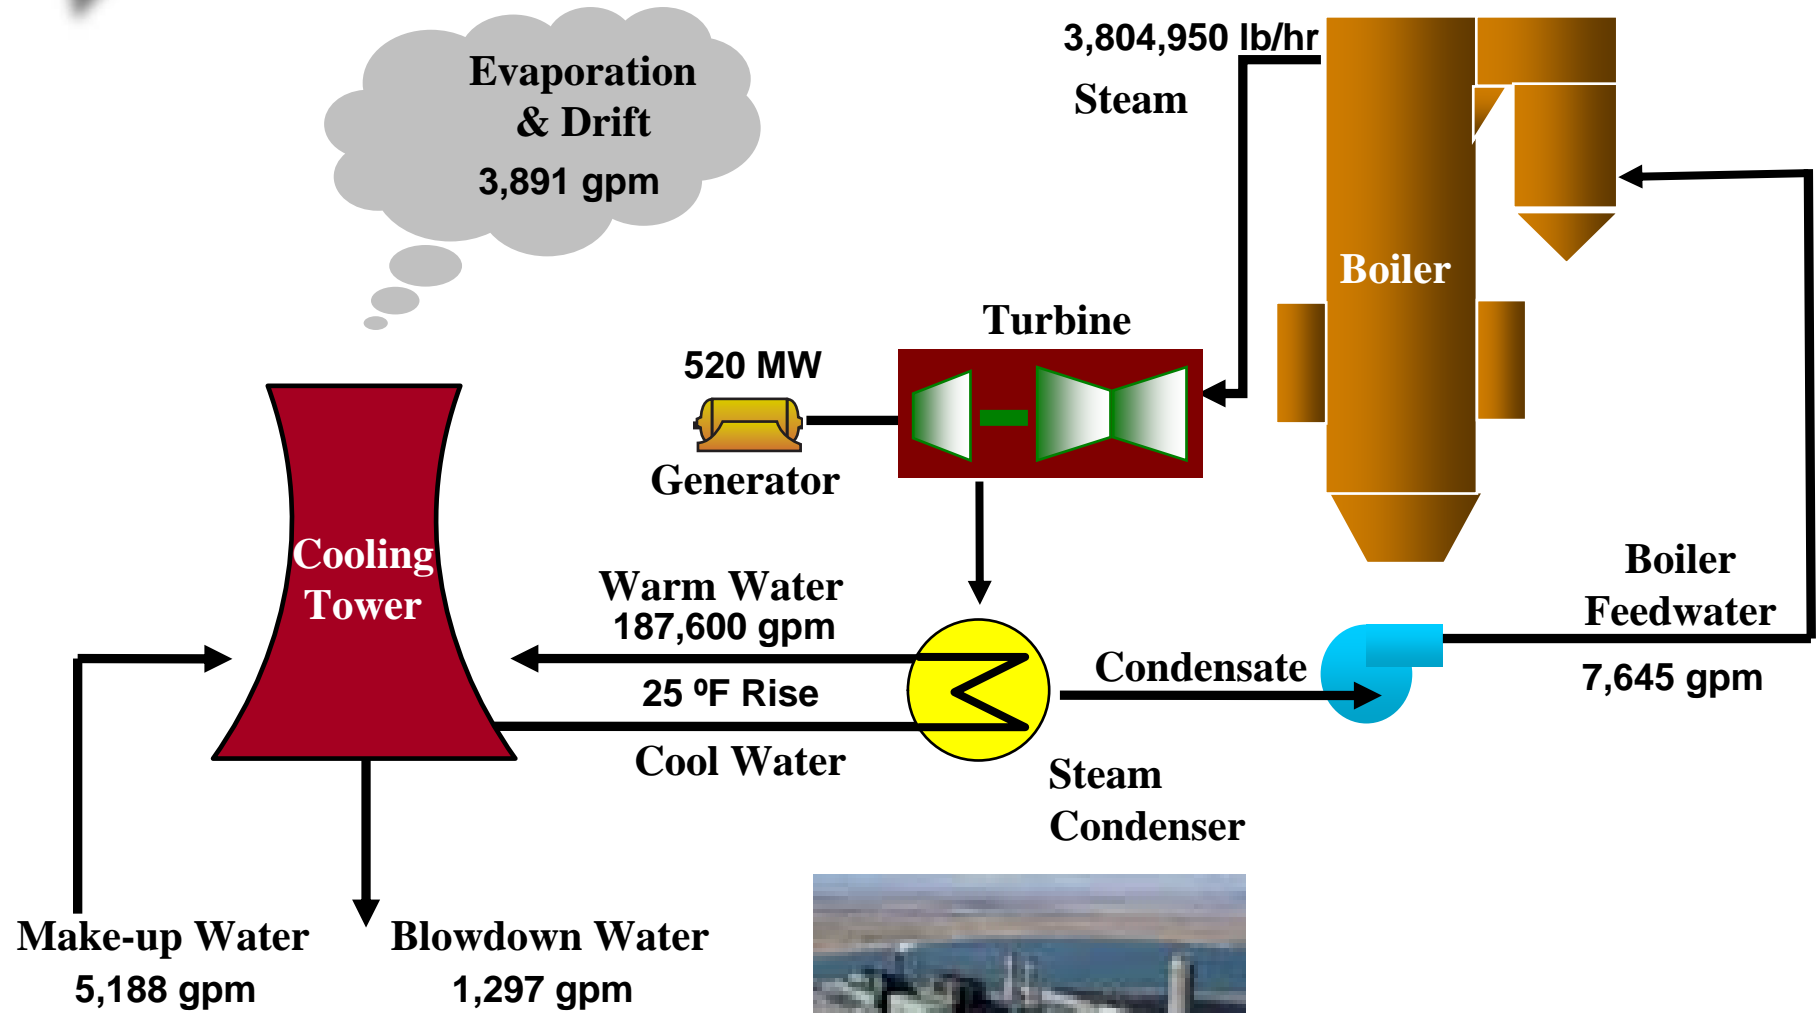 3,804,950 lb/hr
Steam
Evaporation
& Drift
3,891 gpm
Boiler
Turbine
520 MW
Generator
Cooling
Tower
Warm Water
187,600 gpm
25 ºF Rise
Cool Water
Condensate
Boiler
Feedwater
7,645 gpm
Steam
Condenser
Make-up Water
5,188 gpm
Blowdown Water
1,297 gpm